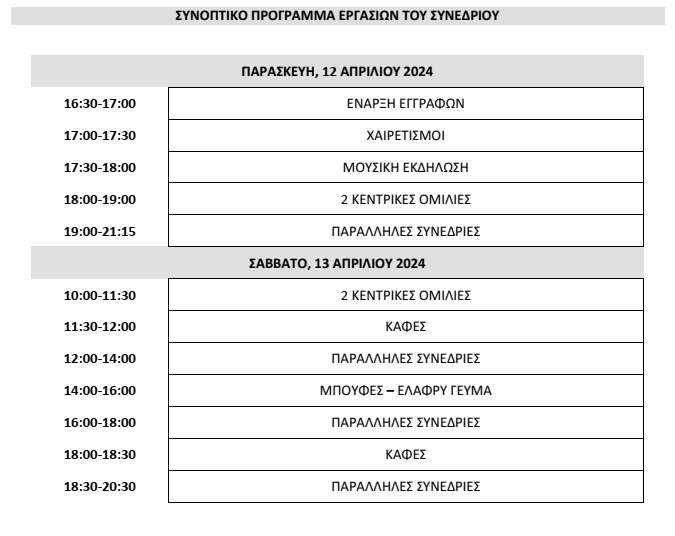 ΣΥΝΟΠΤΙΚΟ ΠΡΟΓΡΑΜΜΑ ΕΡΓΑΣΙΩΝ ΤΟΥ ΣΥΝΕΔΡΙΟΥ
ΠΑΡΑΣΚΕΥΗ, 12 ΑΠΡΙΛΙΟΥ 2024
16:30-17:00 ΕΝΑΡΞΗ ΕΓΓΡΑΦΩΝ
17:00-17:30 ΧΑΙΡΕΤΙΣΜΟΙ
17:30-18:00 ΜΟΥΣΙΚΗ ΕΚΔΗΛΩΣΗ
18:00-19:00 2 ΚΕΝΤΡΙΚΕΣ ΟΜΙΛΙΕΣ
19:00-21:15 ΠΑΡΑΛΛΗΛΕΣ ΣΥΝΕΔΡΙΕΣ
ΣΑΒΒΑΤΟ, 13 ΑΠΡΙΛΙΟΥ 2024
10:00-11:30 2 ΚΕΝΤΡΙΚΕΣ ΟΜΙΛΙΕΣ
11:30-12:00 ΚΑΦΕΣ
12:00-14:00 ΠΑΡΑΛΛΗΛΕΣ ΣΥΝΕΔΡΙΕΣ
14:00-16:00 ΜΠΟΥΦΕΣ – ΕΛΑΦΡΥ ΓΕΥΜΑ
16:00-18:00 ΠΑΡΑΛΛΗΛΕΣ ΣΥΝΕΔΡΙΕΣ
18:00-18:30 ΚΑΦΕΣ
18:30-20:30 ΠΑΡΑΛΛΗΛΕΣ ΣΥΝΕΔΡΙΕΣ